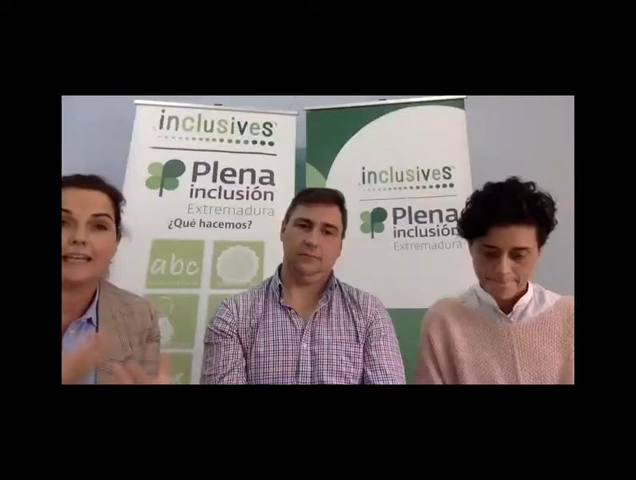 inclusives
Plena
inclusión
Extremadura
¿Qué hacemos?
abc
inclusives
Plena
inclusión
Extremadura